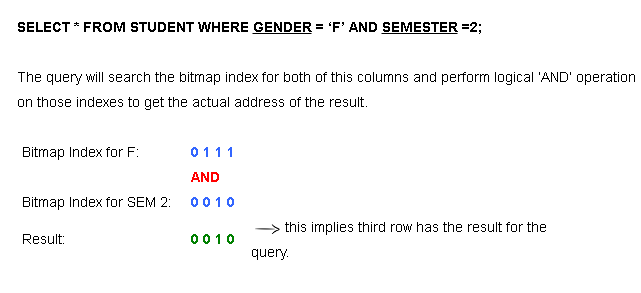 SELECT * FROM STUDENT WHERE GENDER = ‘F’ AND SEMESTER =2;
The query will search the bitmap index for both of this columns and perform logical ‘AND’ operation
on those indexes to get the actual address of the result.
Bitmap Index for F: 0 1 1 1
AND
Bitmap Index for SEM 2: 0 0 1 0
this implies third row has the result for the
Result: 0 0 1 0
query.